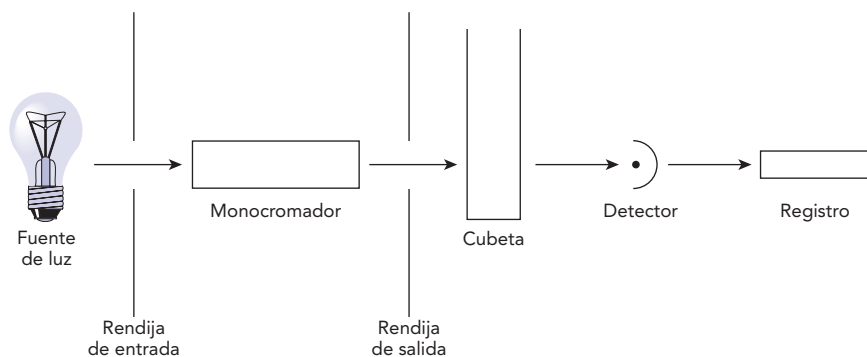 Fuente
de luz
Rendija
de entrada
Monocromador
Rendija
de salida
Cubeta
Detector
Registro